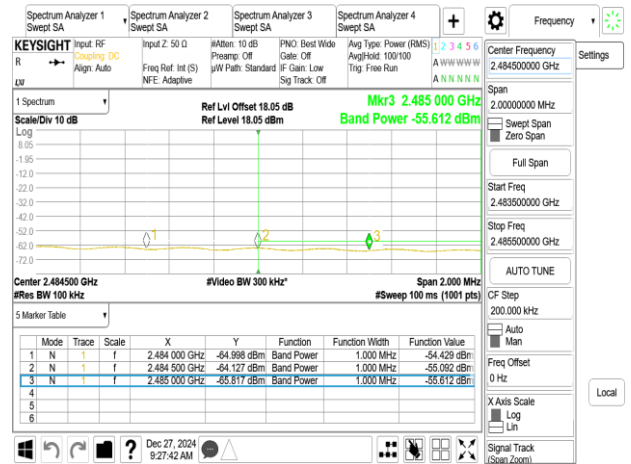 Spectrum Analyzer 1
Swept SA
Spectrum Analyzer 2
Swept SA
Spectrum Analyzer 3
Swept SA
Spectrum Analyzer 4
Swept SA
+
Frequency
KEYSIGHT
R
Input: RF
Coupling: DC
Align: Auto
Input Z: 50 Ω
Freq Ref: Int (S)
NFE: Adaptive
#Atten: 10 dB
Preamp: Off
µW Path: Standard
PNO: Best Wide
Gate: Off
IF Gain: Low
Sig Track: Off
Avg Type: Power (RMS)
Avg|Hold: 100/100
Trig: Free Run
1 2 3 4 5 6
A W W W W W
A N N N N N
1 Spectrum
Scale/Div 10 dB
Ref Lvl Offset 18.05 dB
Ref Level 18.05 dBm
Mkr3 2.485 000 GHz
Band Power -55.612 dBm
Log
8.05
-1.95
-12.0
-22.0
-32.0
-42.0
-52.0
-62.0
-72.0
1
2
3
Center 2.484500 GHz
#Res BW 100 kHz
#Video BW 300 kHz*
Span 2.000 MHz
#Sweep 100 ms (1001 pts)
5 Marker Table
Mode Trace Scale X Y Function Function Width Function Value
1 N 1 f 2.484 000 GHz -64.998 dBm Band Power 1.000 MHz -54.429 dBm
2 N 1 f 2.484 500 GHz -64.127 dBm Band Power 1.000 MHz -55.092 dBm
3 N 1 f 2.485 000 GHz -65.817 dBm Band Power 1.000 MHz -55.612 dBm
4
5
6
?
Dec 27, 2024
9:27:42 AM
Center Frequency
2.484500000 GHz
Settings
Span
2.00000000 MHz
Swept Span
Zero Span
Full Span
Start Freq
2.483500000 GHz
Stop Freq
2.485500000 GHz
AUTO TUNE
CF Step
200.000 kHz
Auto
Man
Freq Offset
0 Hz
X Axis Scale
Log
Lin
Local
Signal Track
(Span Zoom)